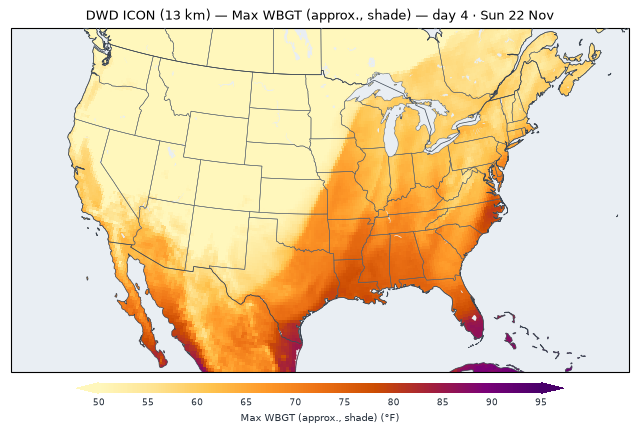 DWD ICON (13 km) — Max WBGT (approx., shade) — day 4 · Sun 22 Nov
50 55 60 65 70 75 80 85 90 95
Max WBGT (approx., shade) (°F)